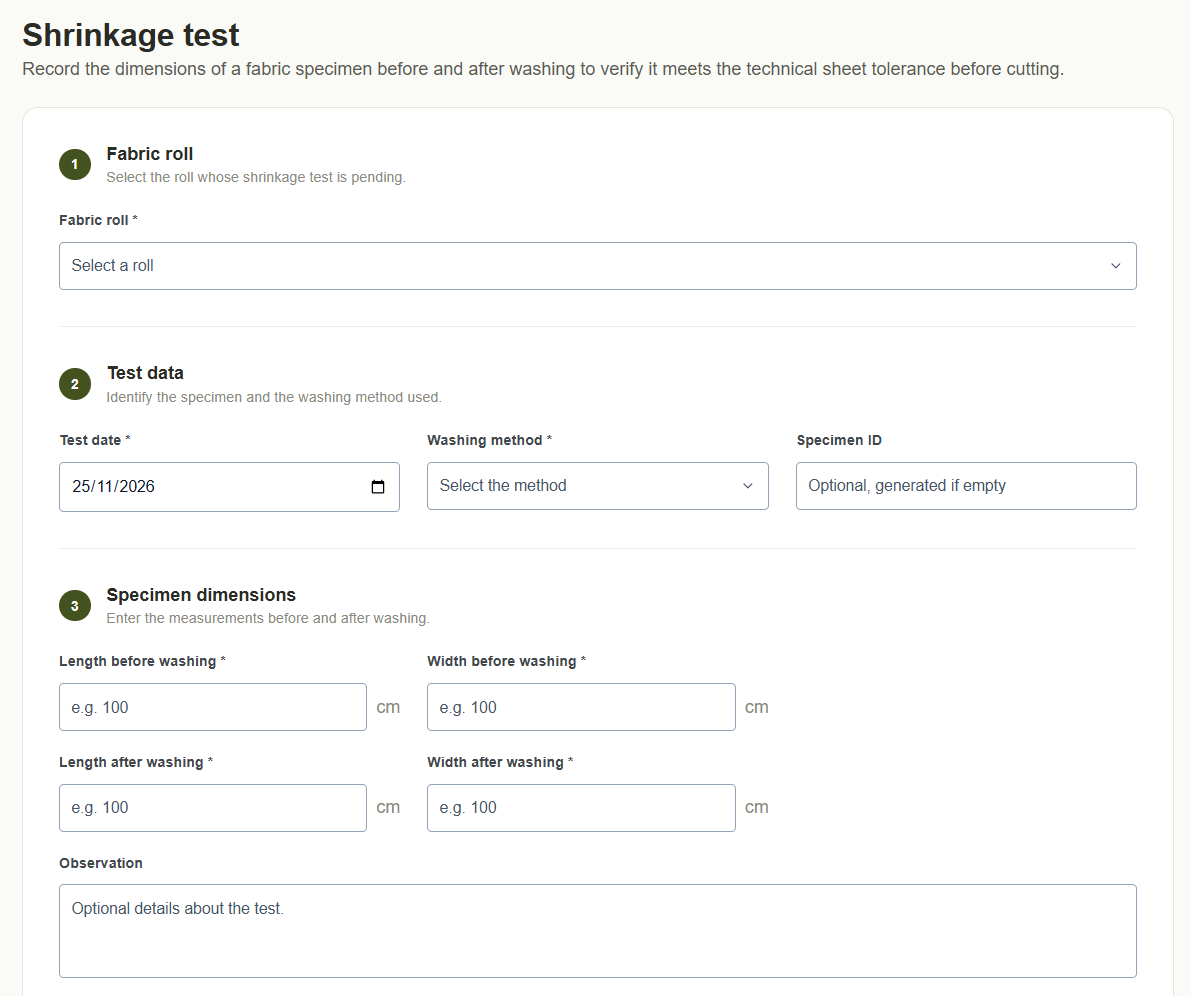 Shrinkage test
Record the dimensions of a fabric specimen before and after washing to verify it meets the technical sheet tolerance before cutting.
1
Fabric roll
Select the roll whose shrinkage test is pending.
Fabric roll *
Select a roll
2
Test data
Identify the specimen and the washing method used.
Test date *
Washing method *
Specimen ID
25/11/2026
Select the method
Optional, generated if empty
3
Specimen dimensions
Enter the measurements before and after washing.
Length before washing *
Width before washing *
e.g. 100 cm
e.g. 100 cm
Length after washing *
Width after washing *
e.g. 100 cm
e.g. 100 cm
Observation
Optional details about the test.